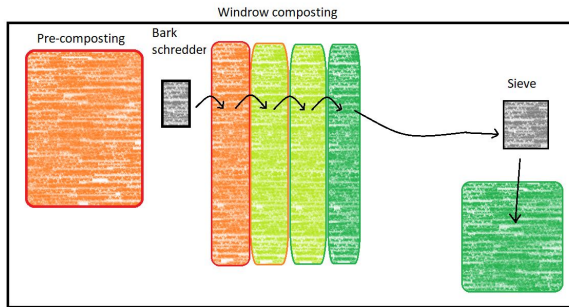 Windrow composting
Pre-composting
Bark
schredder
Sieve